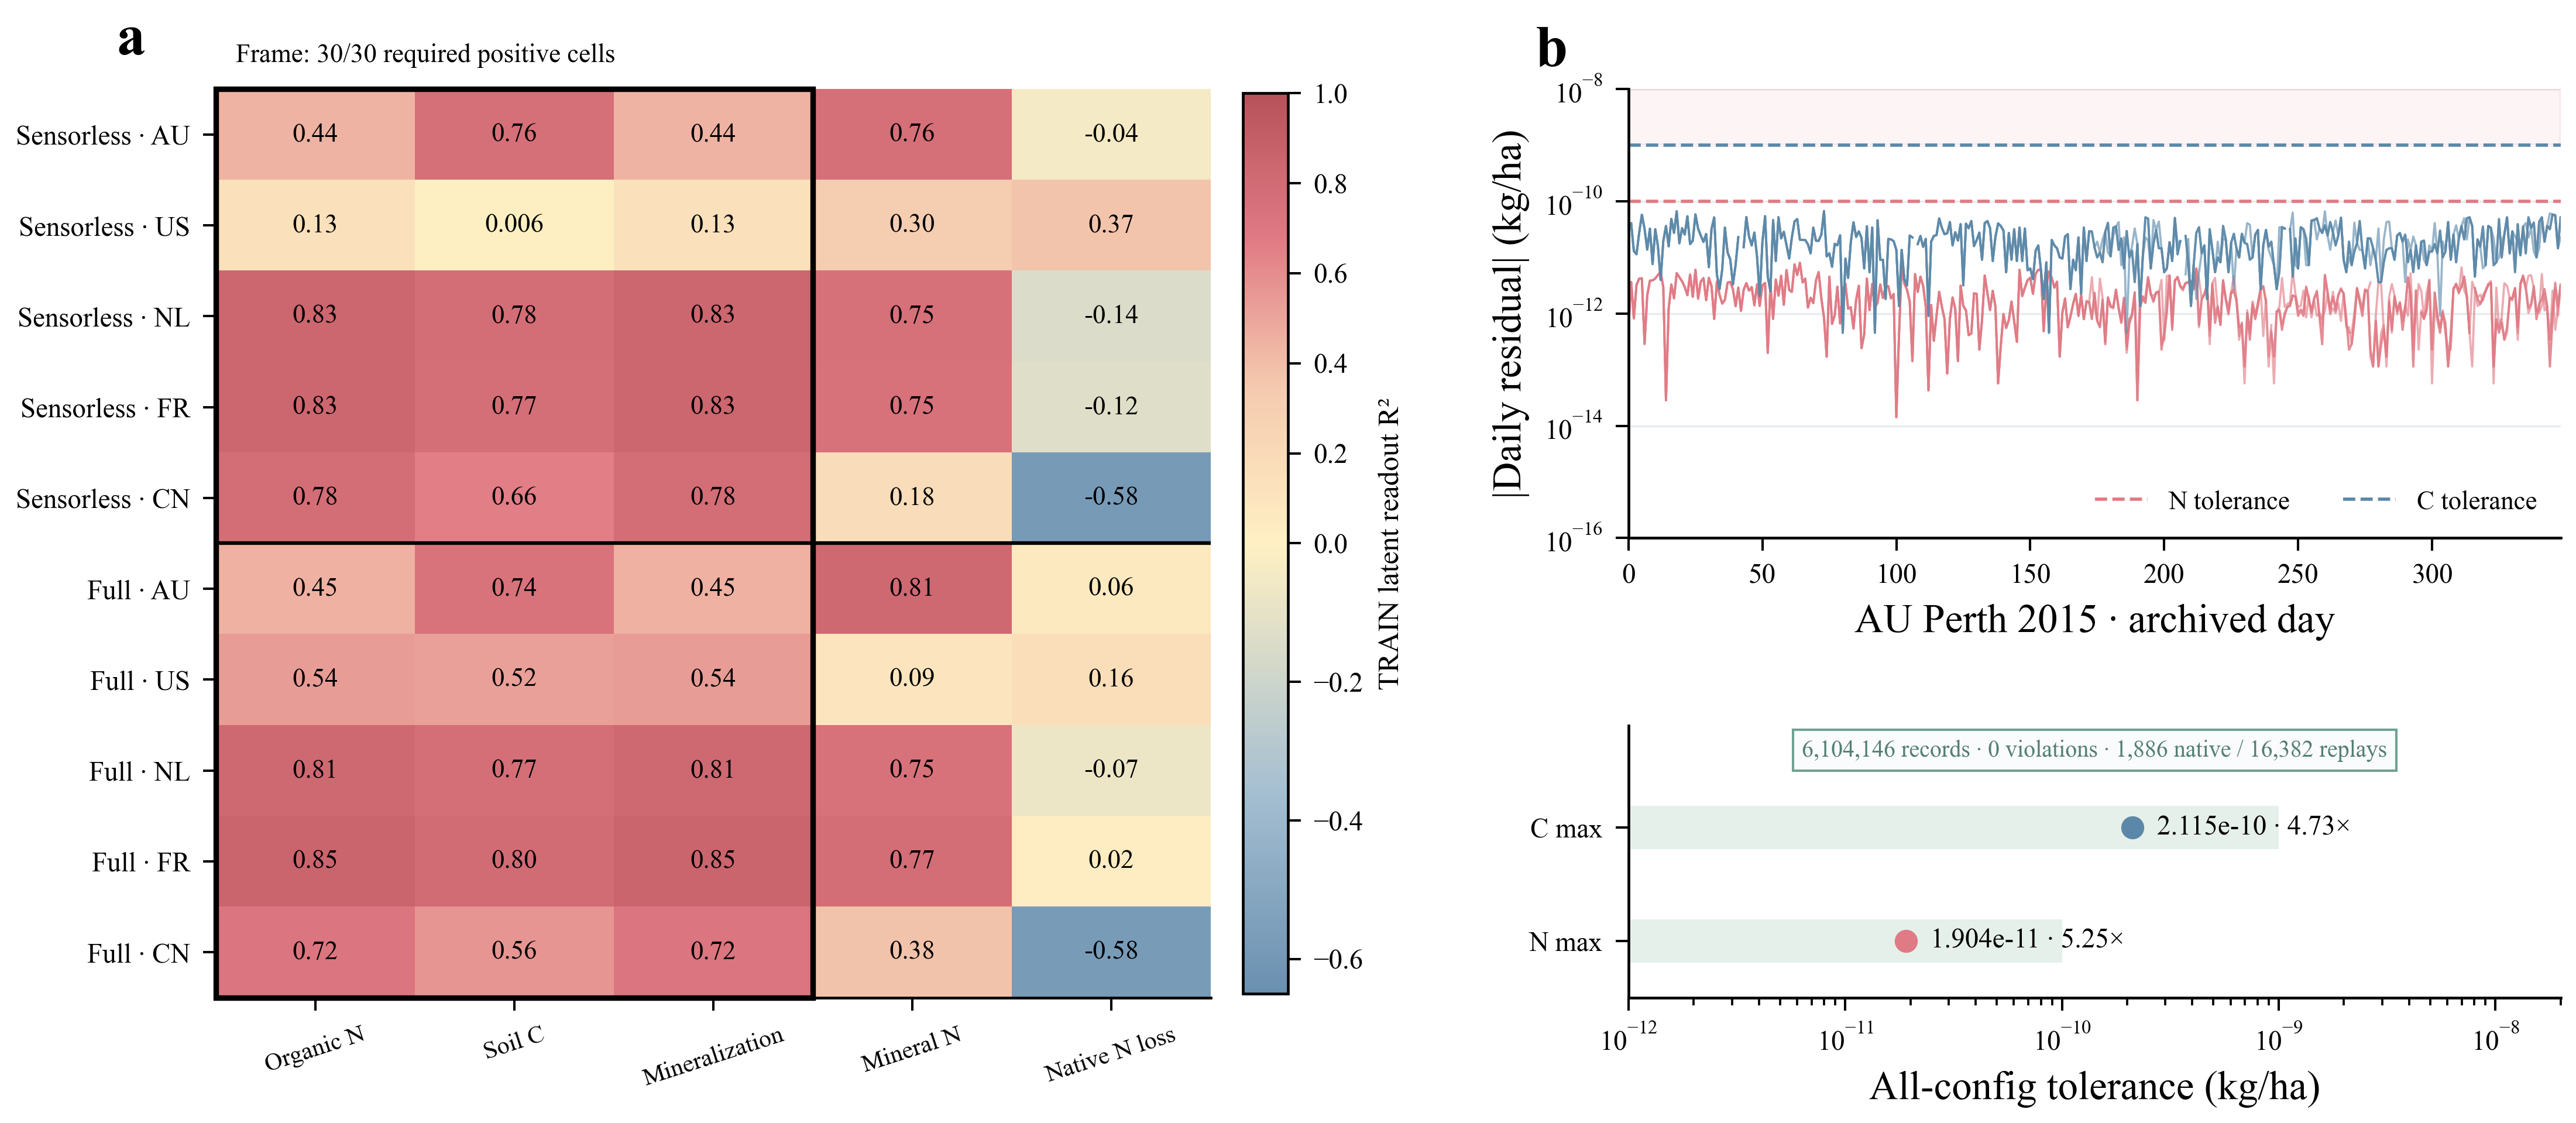 a
Frame: 30/30 required positive cells
Sensorless · AU 0.44 0.76 0.44 0.76 -0.04
Sensorless · US 0.13 0.006 0.13 0.30 0.37
Sensorless · NL 0.83 0.78 0.83 0.75 -0.14
Sensorless · FR 0.83 0.77 0.83 0.75 -0.12
Sensorless · CN 0.78 0.66 0.78 0.18 -0.58
Full · AU 0.45 0.74 0.45 0.81 0.06
Full · US 0.54 0.52 0.54 0.09 0.16
Full · NL 0.81 0.77 0.81 0.75 -0.07
Full · FR 0.85 0.80 0.85 0.77 0.02
Full · CN 0.72 0.56 0.72 0.38 -0.58
Organic N Soil C Mineralization Mineral N Native N loss
1.0
0.8
0.6
0.4
0.2
0.0
−0.2
−0.4
−0.6
TRAIN latent readout R²
b
|Daily residual| (kg/ha)
10⁻⁸
10⁻¹⁰
10⁻¹²
10⁻¹⁴
10⁻¹⁶
N tolerance C tolerance
0 50 100 150 200 250 300
AU Perth 2015 · archived day
6,104,146 records · 0 violations · 1,886 native / 16,382 replays
C max 2.115e-10 · 4.73×
N max 1.904e-11 · 5.25×
10⁻¹² 10⁻¹¹ 10⁻¹⁰ 10⁻⁹ 10⁻⁸
All-config tolerance (kg/ha)